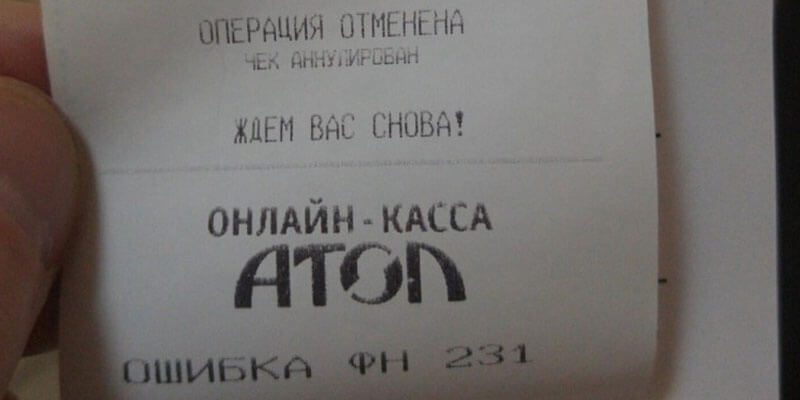 ОПЕРАЦИЯ ОТМЕНЕНА
ЧЕК АННУЛИРОВАН
ЖДЕМ ВАС СНОВА!
ОНЛАЙН-КАССА
АТОЛ
ОШИБКА ФН 231